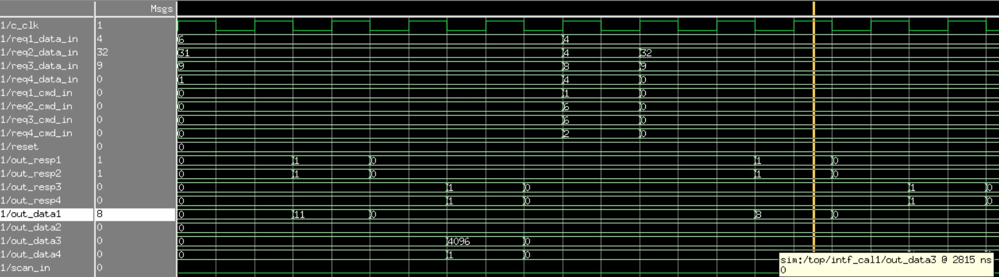 Msgs
1/c_clk 1
1/req1_data_in 4 6 4
1/req2_data_in 32 31 4 32
1/req3_data_in 9 9 8 9
1/req4_data_in 0 1 4 0
1/req1_cmd_in 0 0 1 0
1/req2_cmd_in 0 0 6 0
1/req3_cmd_in 0 0 6 0
1/req4_cmd_in 0 0 2 0
1/reset 0 0
1/out_resp1 1 0 1 0 1 0
1/out_resp2 1 0 1 0 1 0
1/out_resp3 0 0 1 0 1 0
1/out_resp4 0 0 1 0 1 0
1/out_data1 8 0 11 0 8 0
1/out_data2 0 0
1/out_data3 0 0 4096 0
1/out_data4 0 0 1 0
1/scan_in 0
sim:/top/intf_cal1/out_data3 @ 2815 ns
0